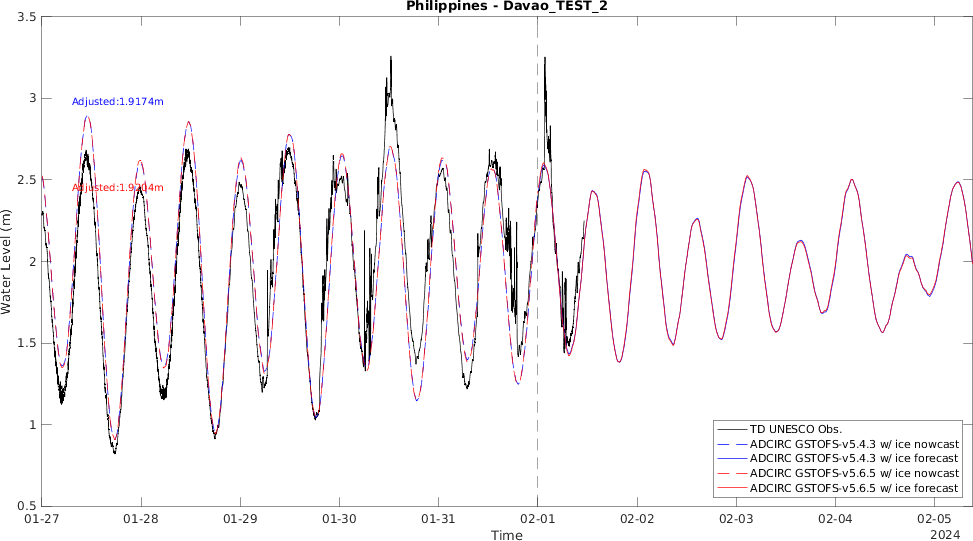 Philippines - Davao_TEST_2
3.5
3
2.5
2
1.5
1
0.5
Water Level (m)
Adjusted:1.9174m
Adjusted:1.9204m
TD UNESCO Obs.
ADCIRC GSTOFS-v5.4.3 w/ ice nowcast
ADCIRC GSTOFS-v5.4.3 w/ ice forecast
ADCIRC GSTOFS-v5.6.5 w/ ice nowcast
ADCIRC GSTOFS-v5.6.5 w/ ice forecast
01-27 01-28 01-29 01-30 01-31 02-01 02-02 02-03 02-04 02-05
Time
2024